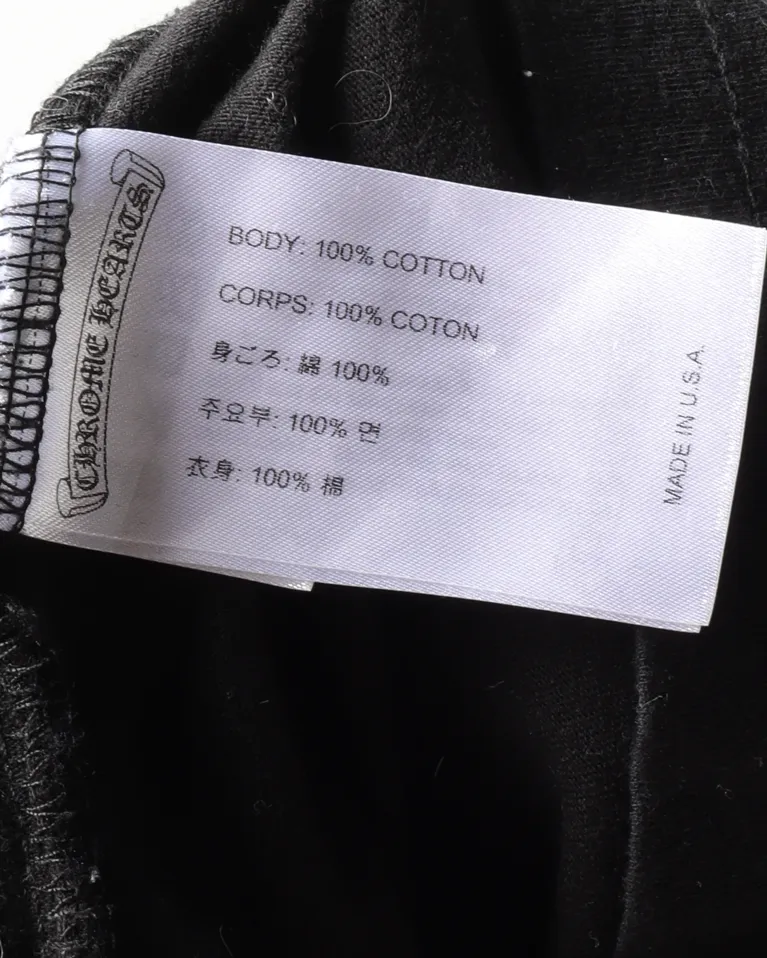 CHROME HEARTS
BODY: 100% COTTON
CORPS: 100% COTON
身ごろ: 綿 100%
주요부: 100% 면
衣身: 100% 棉
MADE IN U.S.A.